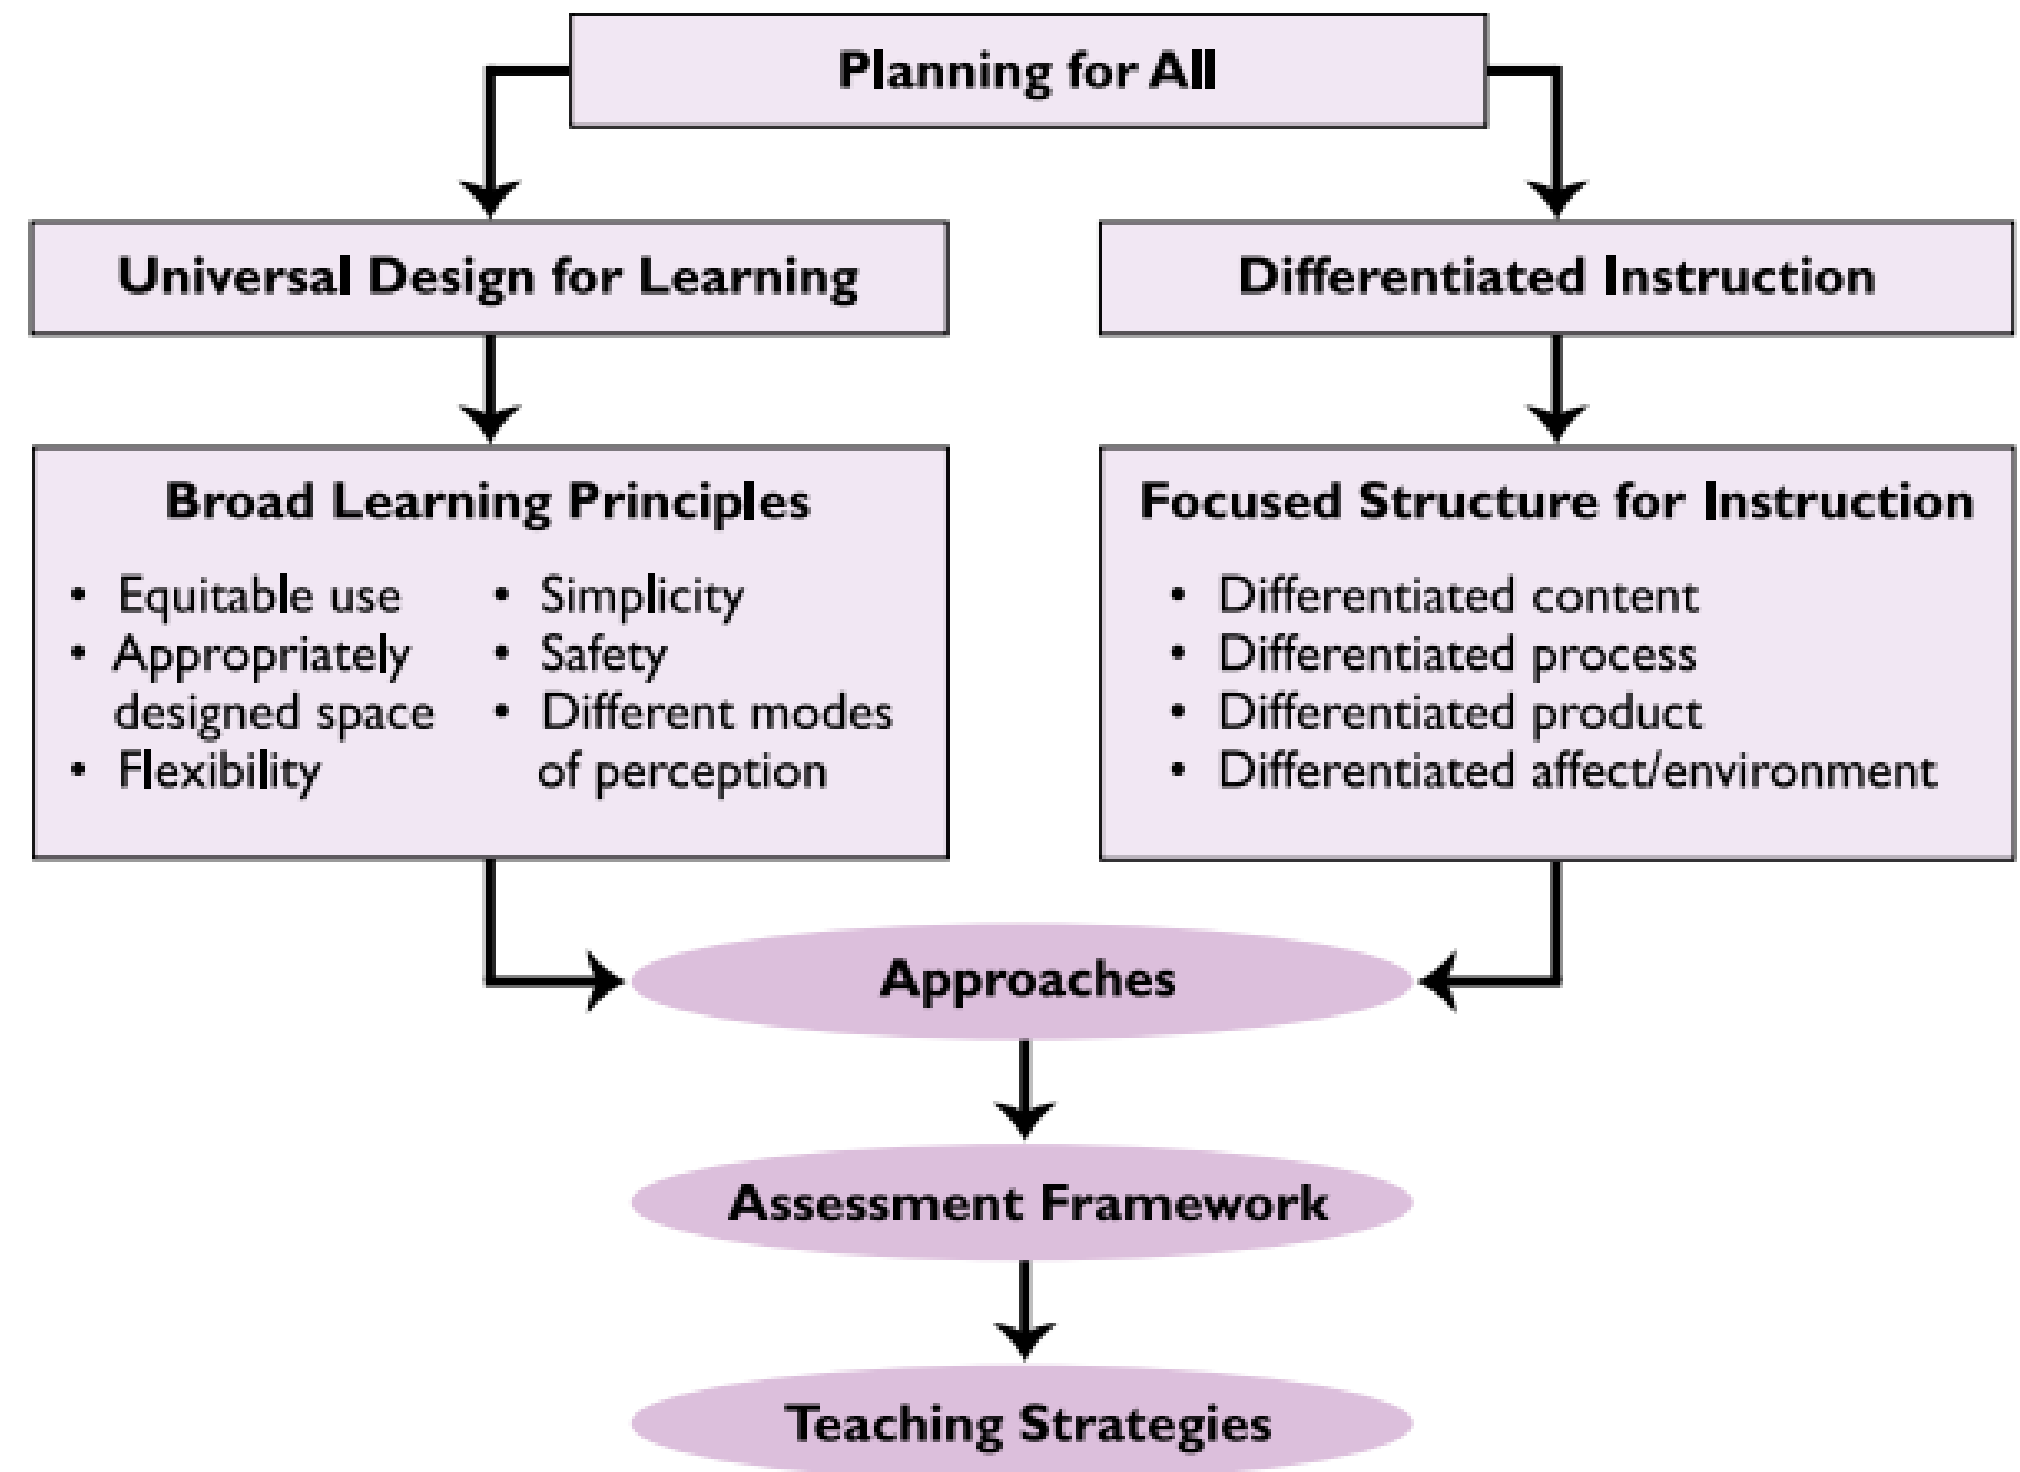 Planning for All
Universal Design for Learning
Differentiated Instruction
Broad Learning Principles
• Equitable use
• Appropriately
designed space
• Flexibility
• Simplicity
• Safety
• Different modes
of perception
Focused Structure for Instruction
• Differentiated content
• Differentiated process
• Differentiated product
• Differentiated affect/environment
Approaches
Assessment Framework
Teaching Strategies